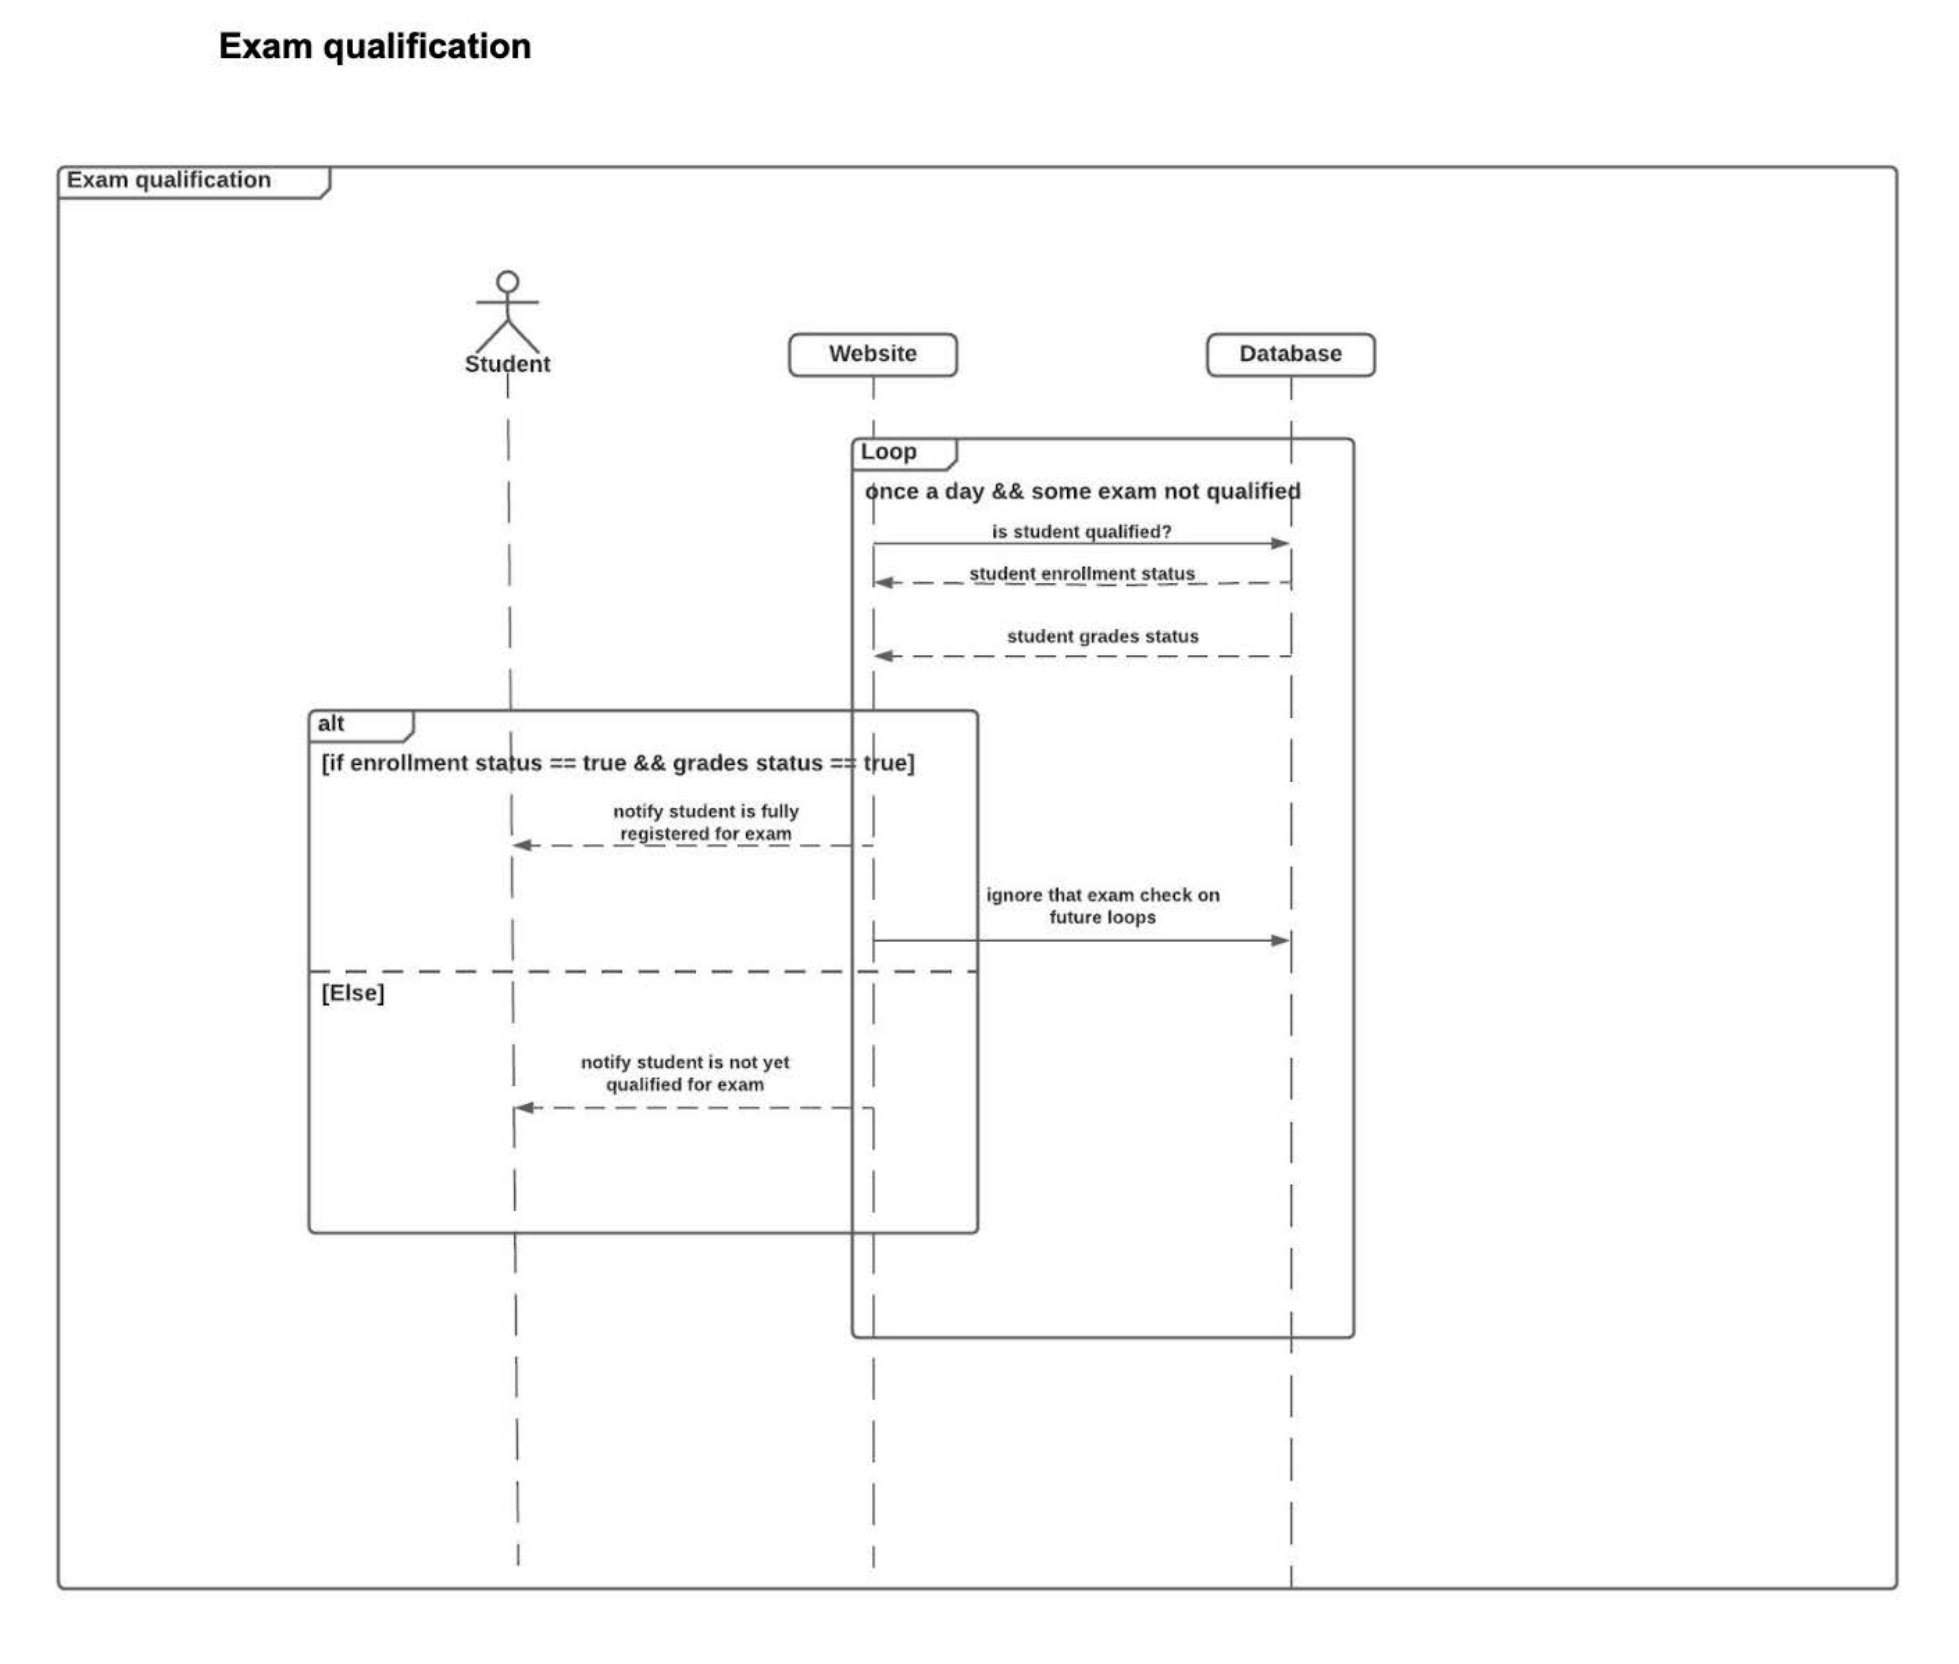 Exam qualification
Exam qualification
Student
Website
Database
Loop
once a day && some exam not qualified
is student qualified?
student enrollment status
student grades status
alt
[if enrollment status == true && grades status == true]
notify student is fully
registered for exam
ignore that exam check on
future loops
[Else]
notify student is not yet
qualified for exam